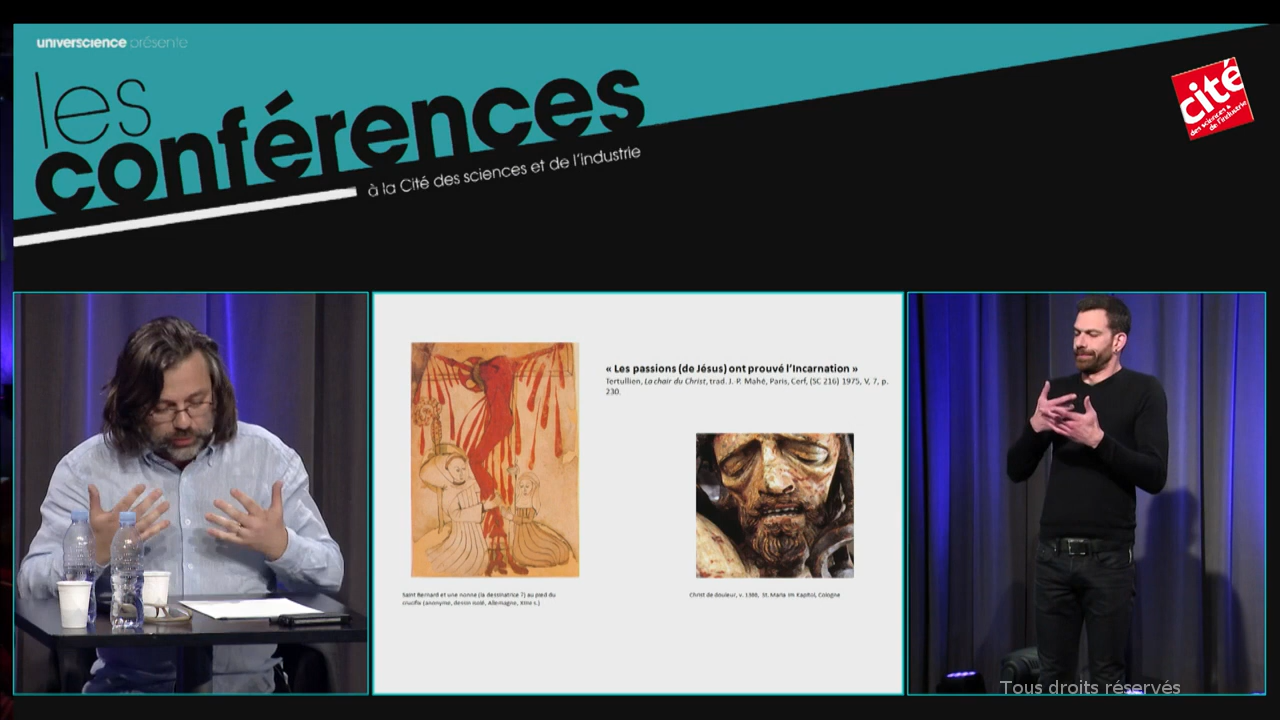 universcience présente
les
conférences
à la Cité des sciences et de l'industrie
cité
des sciences &
de l'industrie
« Les passions (de Jésus) ont prouvé l'Incarnation »
Tertullien, La chair du Christ, trad. J. P. Mahé, Paris, Cerf, (SC 216) 1975, V, 7, p.
230.
Saint Bernard et une nonne (la dessinatrice ?) au pied du
crucifix (anonyme, dessin isolé, Allemagne, XIVe s.)
Christ de douleur, v. 1300, St. Maria im Kapitol, Cologne
Tous droits réservés